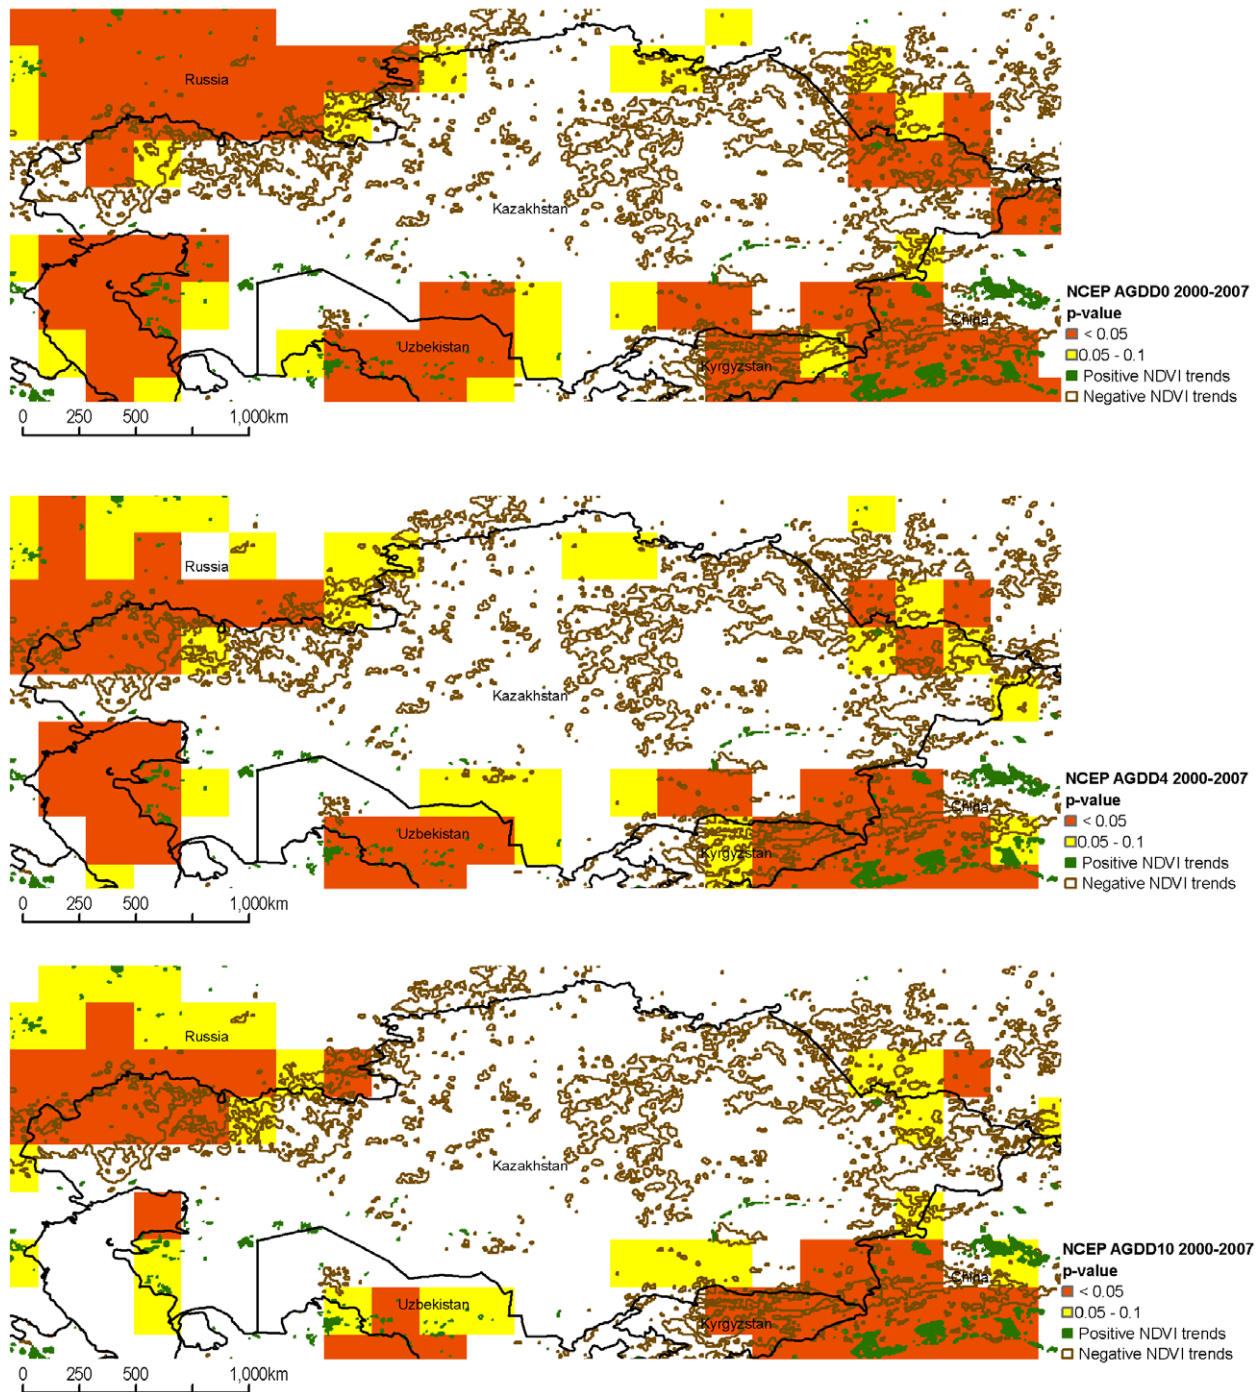 Russia
Kazakhstan
Uzbekistan
Kyrgyzstan
China
NCEP AGDD0 2000-2007
p-value
< 0.05
0.05 - 0.1
Positive NDVI trends
Negative NDVI trends
0 250 500 1,000km
Russia
Kazakhstan
Uzbekistan
Kyrgyzstan
China
NCEP AGDD4 2000-2007
p-value
< 0.05
0.05 - 0.1
Positive NDVI trends
Negative NDVI trends
0 250 500 1,000km
Russia
Kazakhstan
Uzbekistan
Kyrgyzstan
China
NCEP AGDD10 2000-2007
p-value
< 0.05
0.05 - 0.1
Positive NDVI trends
Negative NDVI trends
0 250 500 1,000km